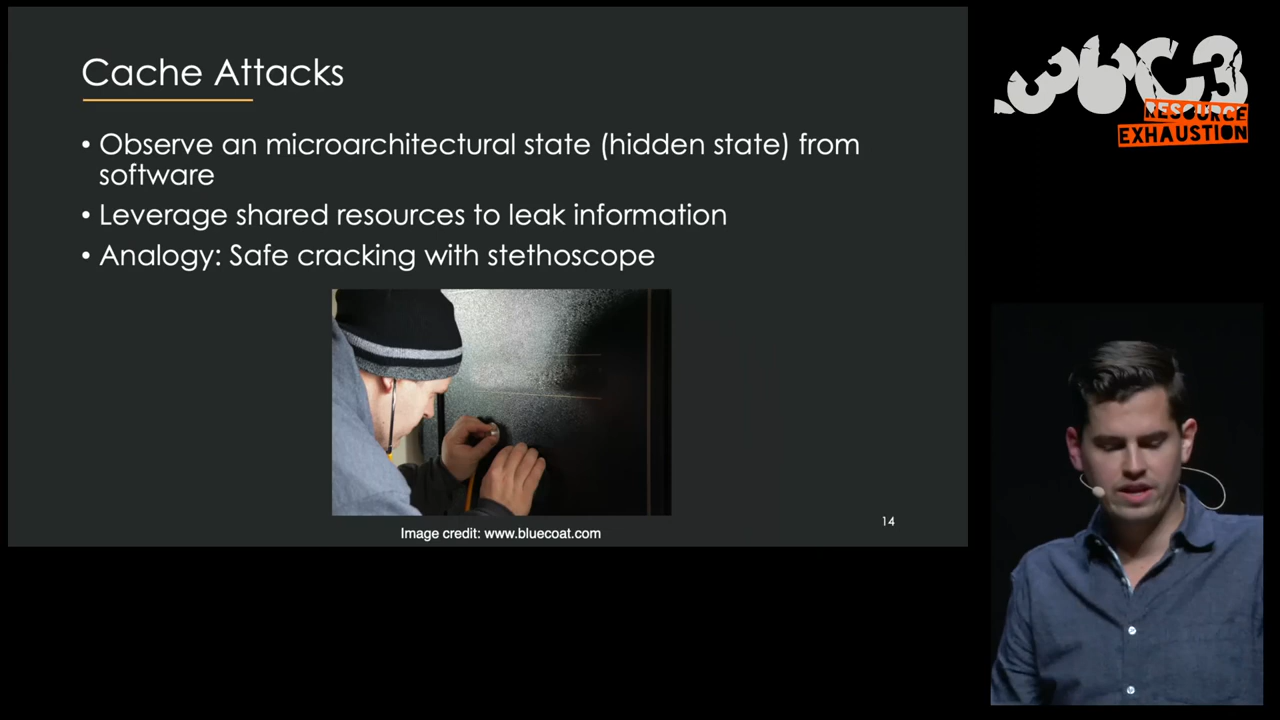 Cache Attacks
• Observe an microarchitectural state (hidden state) from
software
• Leverage shared resources to leak information
• Analogy: Safe cracking with stethoscope
Image credit: www.bluecoat.com
14
36C3
RESOURCE
EXHAUSTION